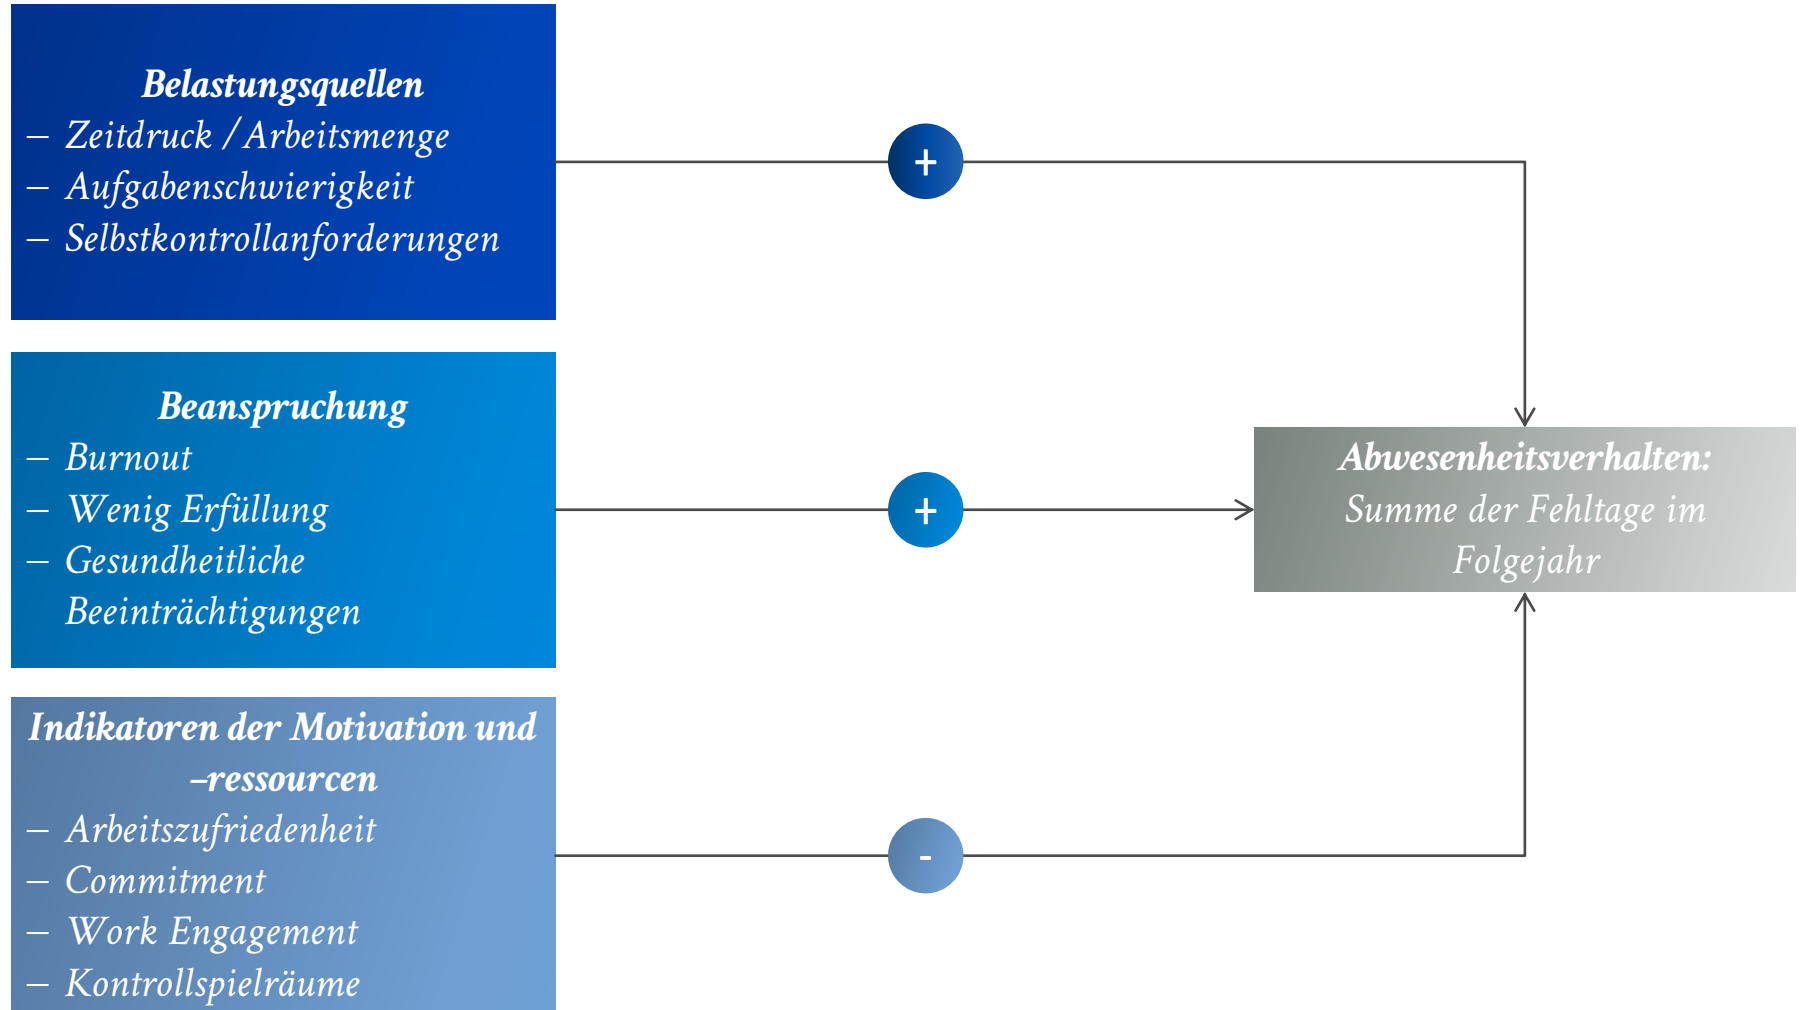 Belastungsquellen
– Zeitdruck / Arbeitsmenge
– Aufgabenschwierigkeit
– Selbstkontrollanforderungen
+
Beanspruchung
– Burnout
– Wenig Erfüllung
– Gesundheitliche
Beeinträchtigungen
+
Abwesenheitsverhalten:
Summe der Fehltage im
Folgejahr
Indikatoren der Motivation und
–ressourcen
– Arbeitszufriedenheit
– Commitment
– Work Engagement
– Kontrollspielräume
-